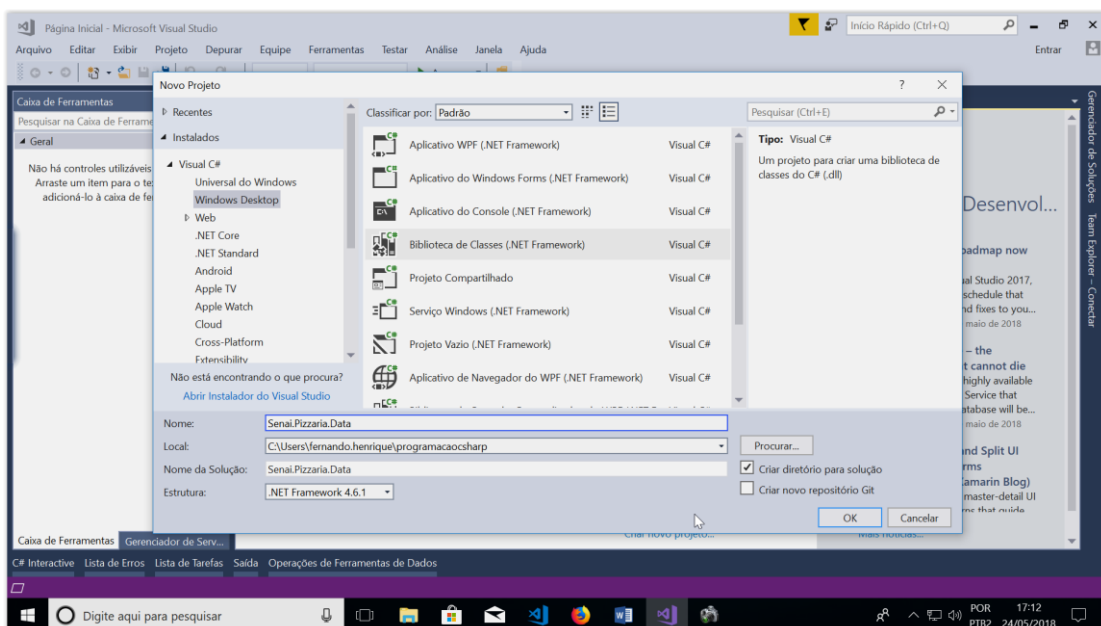 Página Inicial - Microsoft Visual Studio
Início Rápido (Ctrl+Q)
Arquivo Editar Exibir Projeto Depurar Equipe Ferramentas Testar Análise Janela Ajuda
Entrar
Novo Projeto
? ×
Caixa de Ferramentas
Pesquisar na Caixa de Ferrame
Geral
Não há controles utilizáveis
Arraste um item para o te
adicioná-lo à caixa de fe
Recentes
Instalados
Visual C#
Universal do Windows
Windows Desktop
Web
.NET Core
.NET Standard
Android
Apple TV
Apple Watch
Cloud
Cross-Platform
Extensibility
Não está encontrando o que procura?
Abrir Instalador do Visual Studio
Classificar por: Padrão
Pesquisar (Ctrl+E)
Aplicativo WPF (.NET Framework) Visual C#
Aplicativo do Windows Forms (.NET Framework) Visual C#
Aplicativo do Console (.NET Framework) Visual C#
Biblioteca de Classes (.NET Framework) Visual C#
Projeto Compartilhado Visual C#
Serviço Windows (.NET Framework) Visual C#
Projeto Vazio (.NET Framework) Visual C#
Aplicativo de Navegador do WPF (.NET Framework) Visual C#
Tipo: Visual C#
Um projeto para criar uma biblioteca de
classes do C# (.dll)
Nome: Senai.Pizzaria.Data
Local: C:\Users\fernando.henrique\programacaocsharp
Procurar...
Nome da Solução: Senai.Pizzaria.Data
Criar diretório para solução
Estrutura: .NET Framework 4.6.1
Criar novo repositório Git
OK Cancelar
Desenvol...
oadmap now
ual Studio 2017,
schedule that
nd fixes to you...
maio de 2018
– the
t cannot die
highly available
Service that
atabase will be...
maio de 2018
and Split UI
rms
Xamarin Blog)
master-detail UI
ms that guide
Criar novo projeto...
Mais notícias...
Gerenciador de Soluções
Team Explorer – Conectar
Caixa de Ferramentas Gerenciador de Serv...
C# Interactive Lista de Erros Lista de Tarefas Saída Operações de Ferramentas de Dados
Digite aqui para pesquisar
POR
PTB2
17:12
24/05/2018